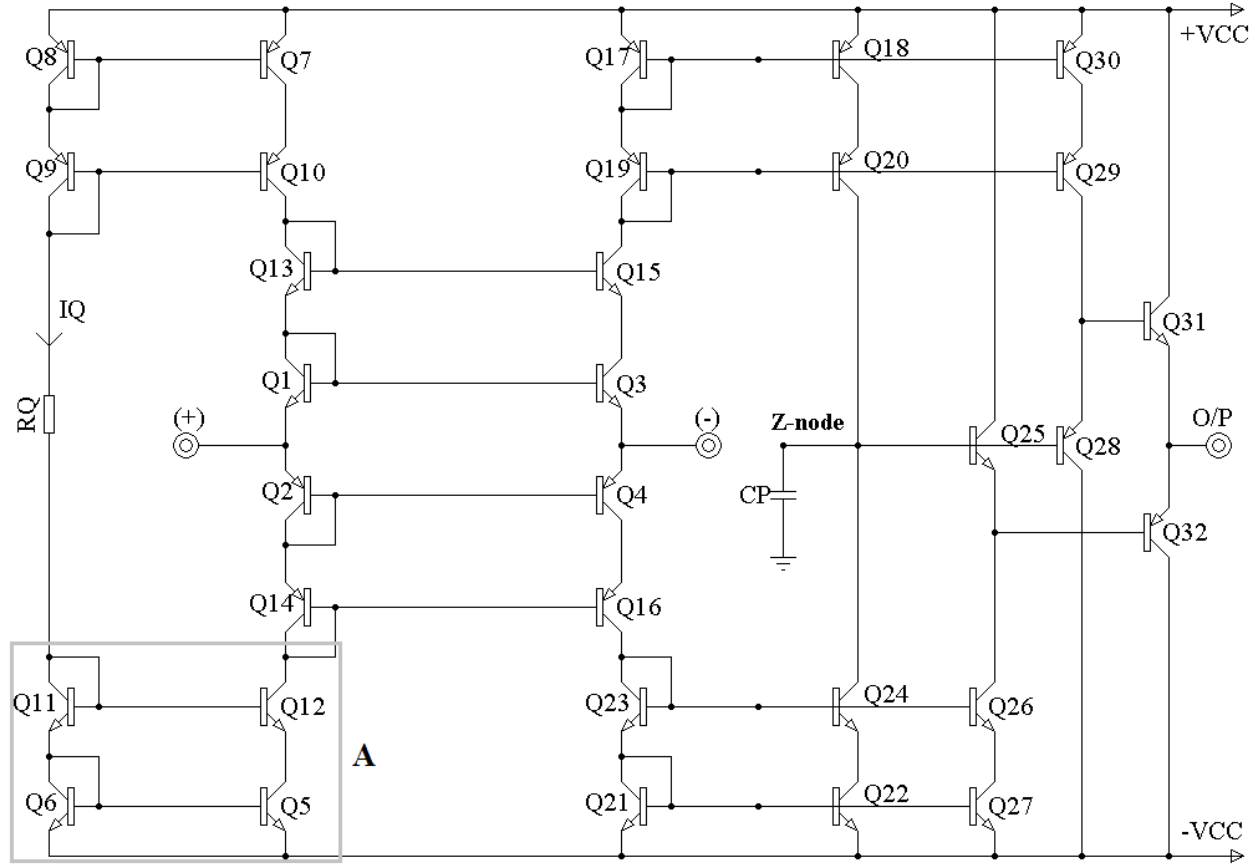 +VCC
Q8 Q7 Q17 Q18 Q30
Q9 Q10 Q19 Q20 Q29
Q13 Q15
IQ
Q31
Q1 Q3
RQ
(+) (-) Z-node O/P
Q25 Q28
Q2 Q4 CP
Q32
Q14 Q16
Q11 Q12 Q23 Q24 Q26
A
Q6 Q5 Q21 Q22 Q27
-VCC